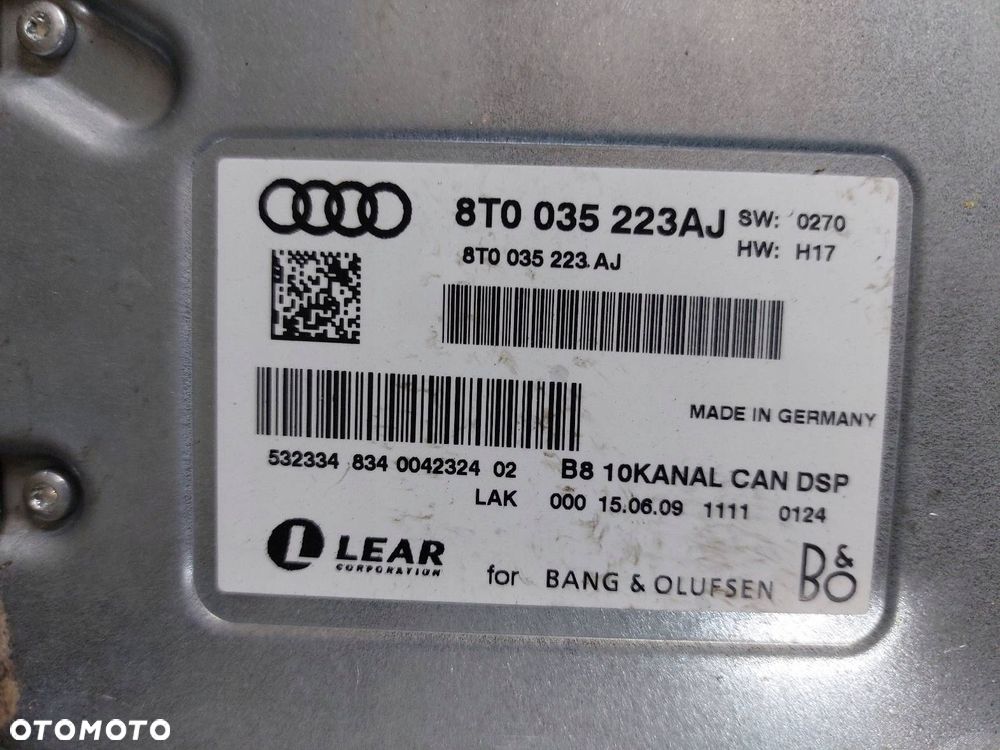 8T0 035 223AJ SW: 0270
HW: H17
8T0 035 223 AJ
MADE IN GERMANY
532334 834 0042324 02 B8 10KANAL CAN DSP
LAK 000 15.06.09 1111 0124
L LEAR
CORPORATION
for BANG & OLUFSEN B&O
OTOMOTO